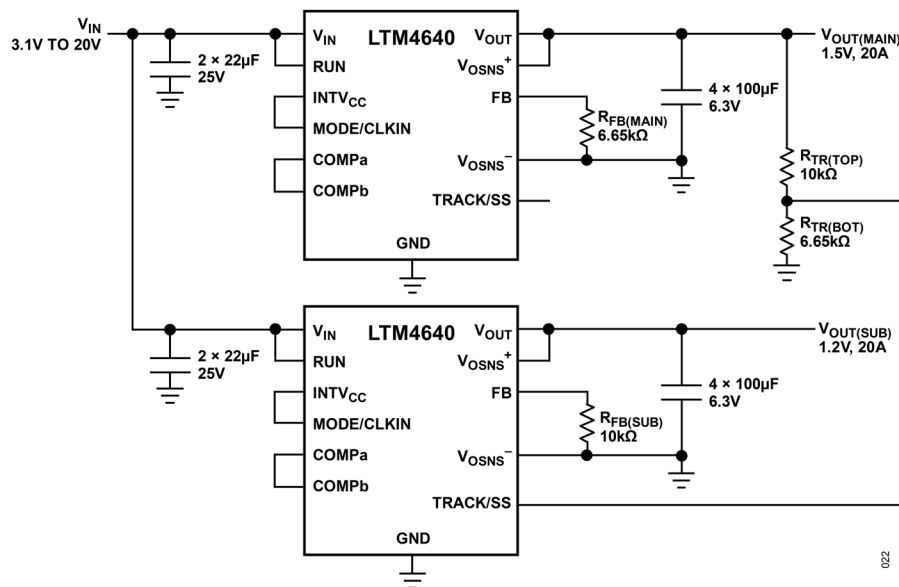 VIN
3.1V TO 20V
2 × 22µF
25V
VIN
RUN
INTVCC
MODE/CLKIN
COMPa
COMPb
LTM4640
VOUT
VOSNS+
FB
VOSNS–
TRACK/SS
GND
RFB(MAIN)
6.65kΩ
4 × 100µF
6.3V
VOUT(MAIN)
1.5V, 20A
RTR(TOP)
10kΩ
RTR(BOT)
6.65kΩ
2 × 22µF
25V
VIN
RUN
INTVCC
MODE/CLKIN
COMPa
COMPb
LTM4640
VOUT
VOSNS+
FB
VOSNS–
TRACK/SS
GND
RFB(SUB)
10kΩ
4 × 100µF
6.3V
VOUT(SUB)
1.2V, 20A
022